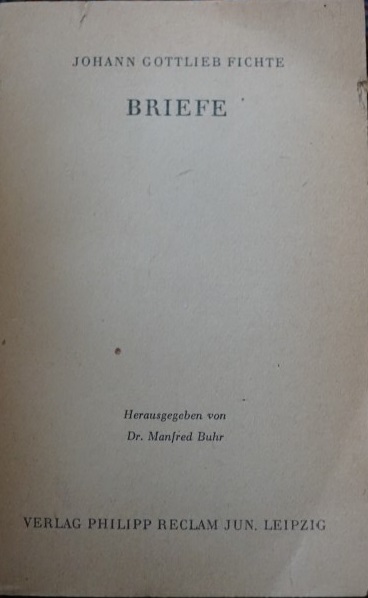 JOHANN GOTTLIEB FICHTE
BRIEFE
Herausgegeben von
Dr. Manfred Buhr
VERLAG PHILIPP RECLAM JUN. LEIPZIG